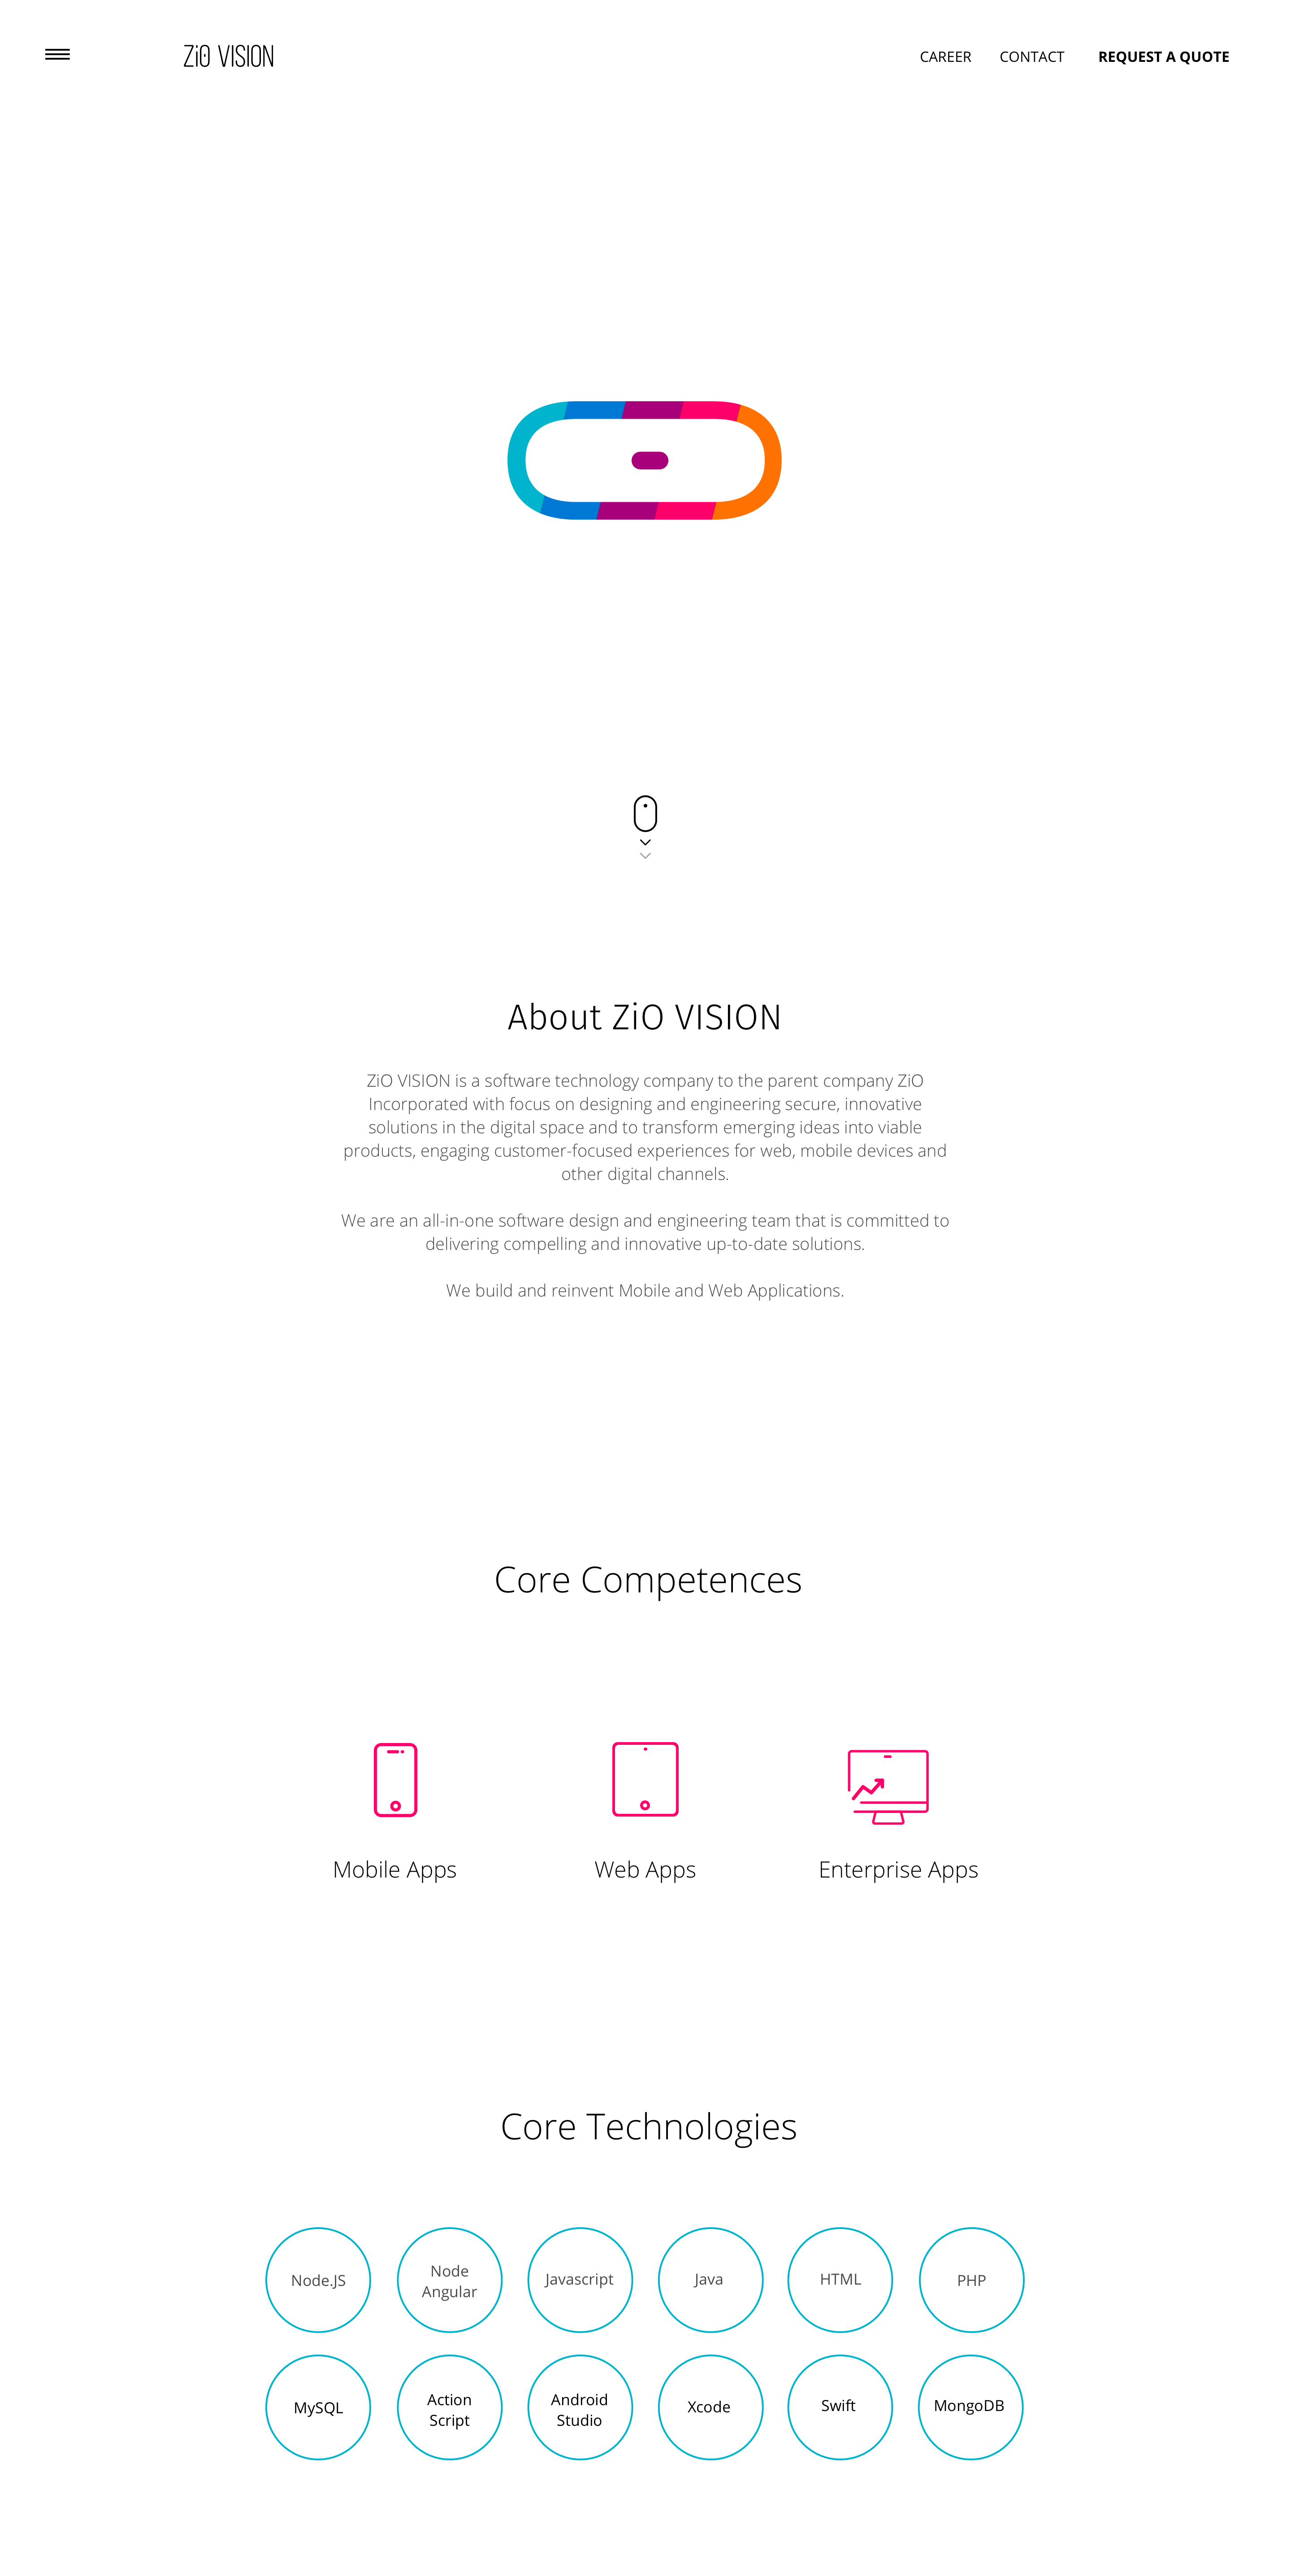 ZiO VISION
CAREER CONTACT REQUEST A QUOTE
About ZiO VISION
ZiO VISION is a software technology company to the parent company ZiO
Incorporated with focus on designing and engineering secure, innovative
solutions in the digital space and to transform emerging ideas into viable
products, engaging customer-focused experiences for web, mobile devices and
other digital channels.
We are an all-in-one software design and engineering team that is committed to
delivering compelling and innovative up-to-date solutions.
We build and reinvent Mobile and Web Applications.
Core Competences
Mobile Apps
Web Apps
Enterprise Apps
Core Technologies
Node.JS
Node
Angular
Javascript
Java
HTML
PHP
MySQL
Action
Script
Android
Studio
Xcode
Swift
MongoDB